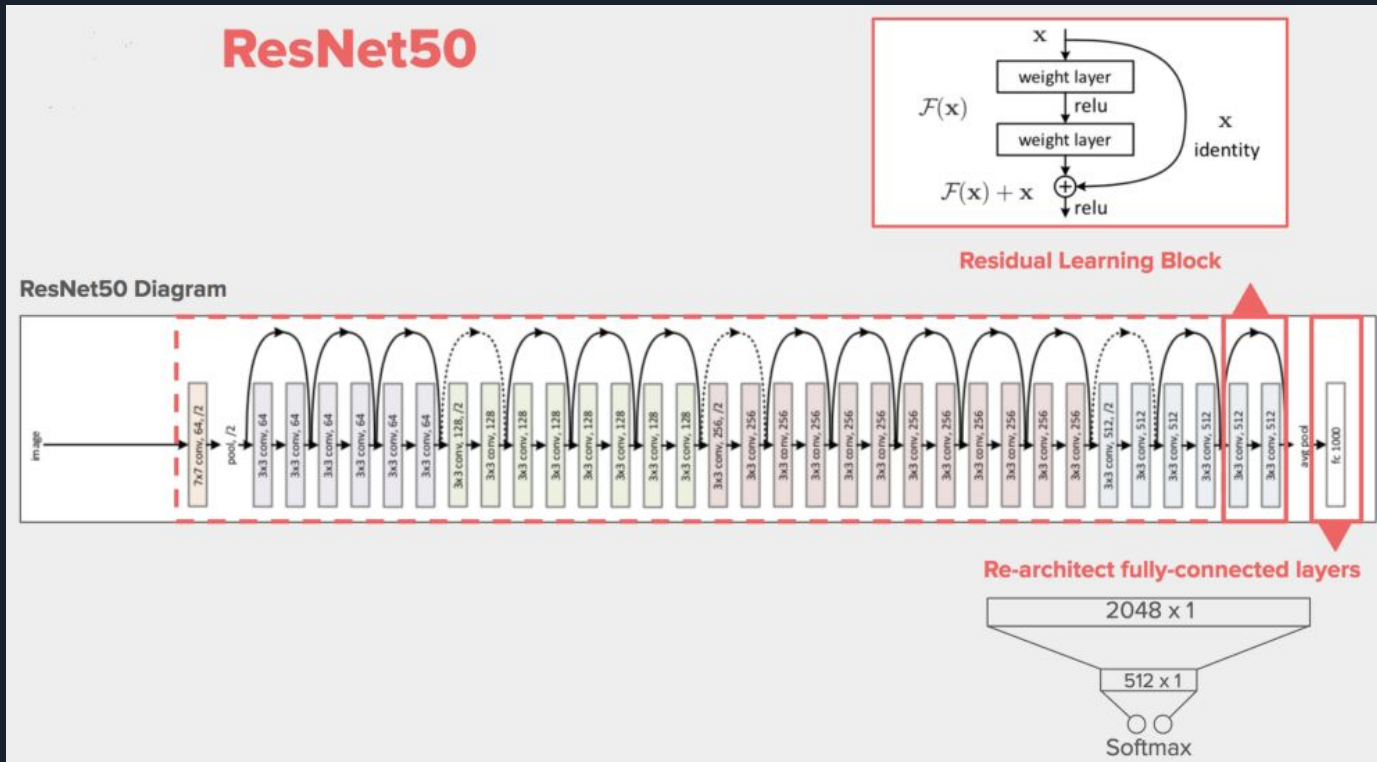 ResNet50
x
weight layer
relu
F(x)
weight layer
x
identity
F(x) + x
relu
Residual Learning Block
ResNet50 Diagram
image
7x7 conv, 64, /2
pool, /2
3x3 conv, 64
3x3 conv, 64
3x3 conv, 64
3x3 conv, 64
3x3 conv, 64
3x3 conv, 64
3x3 conv, 128, /2
3x3 conv, 128
3x3 conv, 128
3x3 conv, 128
3x3 conv, 128
3x3 conv, 128
3x3 conv, 128
3x3 conv, 128
3x3 conv, 256, /2
3x3 conv, 256
3x3 conv, 256
3x3 conv, 256
3x3 conv, 256
3x3 conv, 256
3x3 conv, 256
3x3 conv, 256
3x3 conv, 256
3x3 conv, 256
3x3 conv, 256
3x3 conv, 256
3x3 conv, 512, /2
3x3 conv, 512
3x3 conv, 512
3x3 conv, 512
3x3 conv, 512
3x3 conv, 512
avg pool
fc 1000
Re-architect fully-connected layers
2048 x 1
512 x 1
Softmax